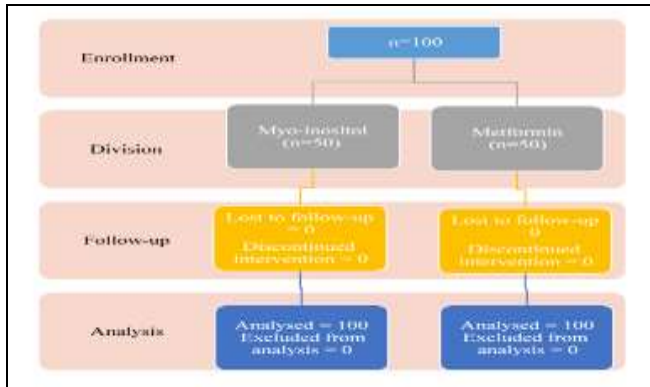 n=100
Enrollment
Myo-inositol
(n=50)
Metformin
(n=50)
Division
Lost to follow-up
= 0
Discontinued
intervention = 0
Lost to follow-up
0
Discontinued
intervention = 0
Follow-up
Analysed = 100
Excluded from
analysis = 0
Analysed = 100
Excluded from
analysis = 0
Analysis